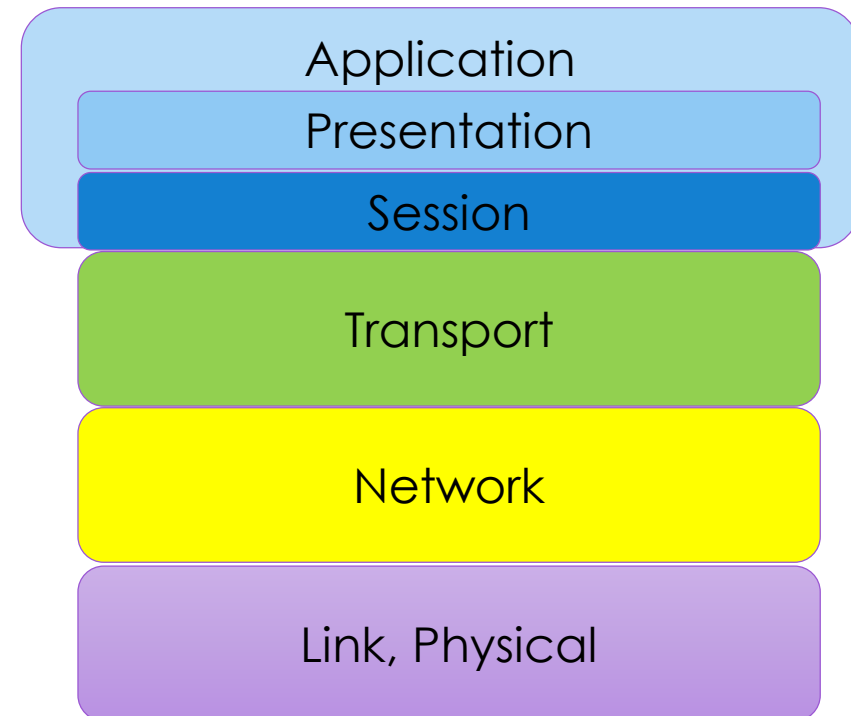 Application
Presentation
Session
Transport
Network
Link, Physical